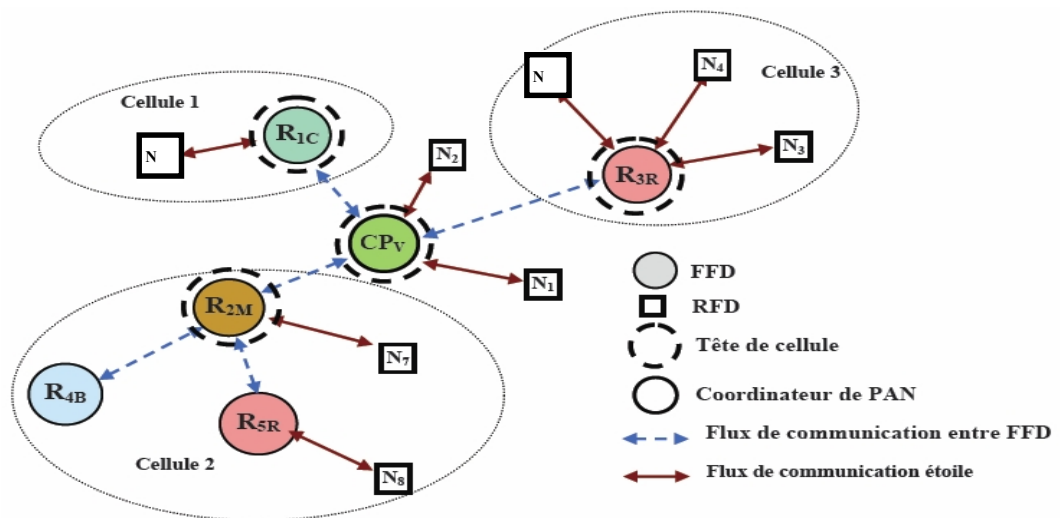 N
N₄
Cellule 3
Cellule 1
R1C
N
N₂
N₃
R3R
CPV
N₁
FFD
R2M
RFD
N₇
Tête de cellule
R4B
Coordinateur de PAN
R5R
Flux de communication entre FFD
Cellule 2
N₈
Flux de communication étoile